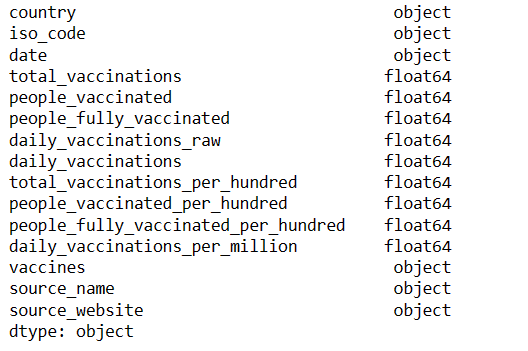 country object
iso_code object
date object
total_vaccinations float64
people_vaccinated float64
people_fully_vaccinated float64
daily_vaccinations_raw float64
daily_vaccinations float64
total_vaccinations_per_hundred float64
people_vaccinated_per_hundred float64
people_fully_vaccinated_per_hundred float64
daily_vaccinations_per_million float64
vaccines object
source_name object
source_website object
dtype: object